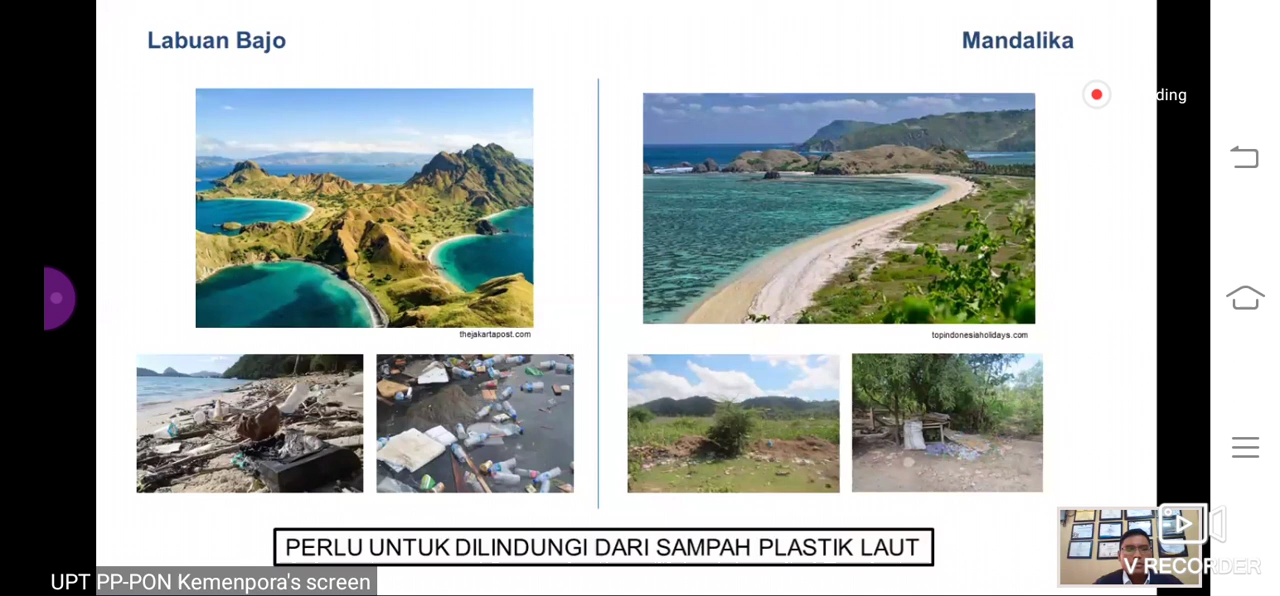 Labuan Bajo
Mandalika
ding
thejakartapost.com
topindonesiaholidays.com
PERLU UNTUK DILINDUNGI DARI SAMPAH PLASTIK LAUT
UPT PP-PON Kemenpora's screen
V RECORDER